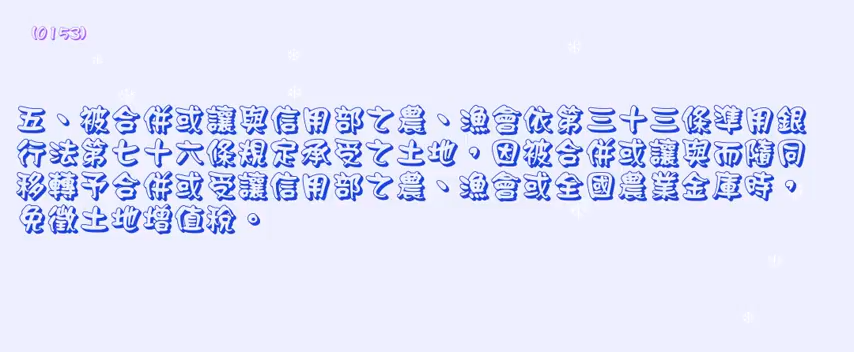 (0153)
五、被合併或讓與信用部之農、漁會依第三十三條準用銀
行法第七十六條規定承受之土地，因被合併或讓與而隨同
移轉予合併或受讓信用部之農、漁會或全國農業金庫時，
免徵土地增值稅。